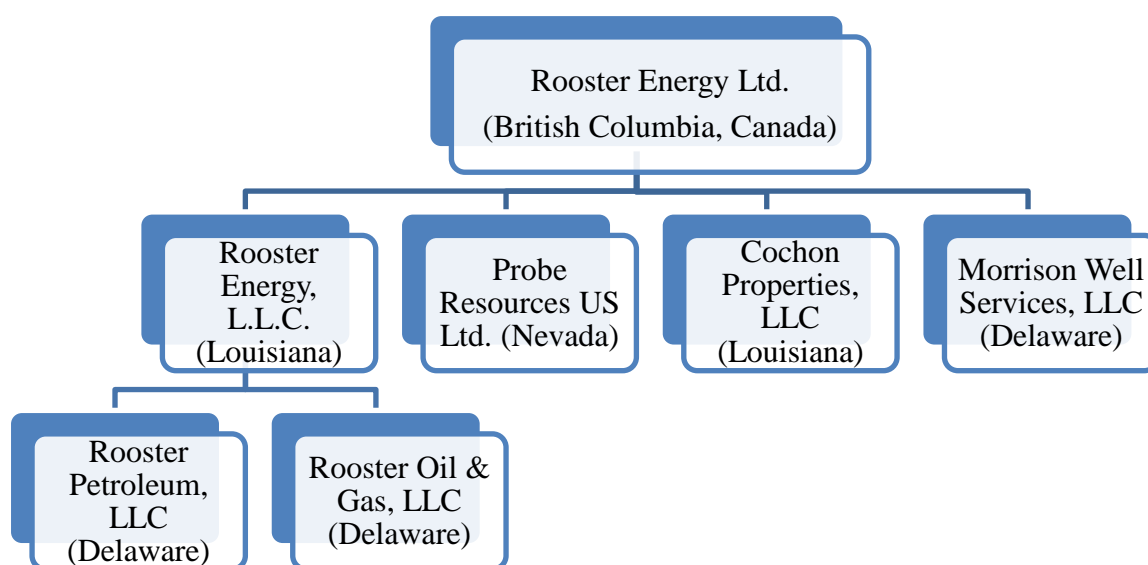 Rooster Energy Ltd.
(British Columbia, Canada)
Rooster
Energy,
L.L.C.
(Louisiana)
Probe
Resources US
Ltd. (Nevada)
Cochon
Properties,
LLC
(Louisiana)
Morrison Well
Services, LLC
(Delaware)
Rooster
Petroleum,
LLC
(Delaware)
Rooster Oil &
Gas, LLC
(Delaware)